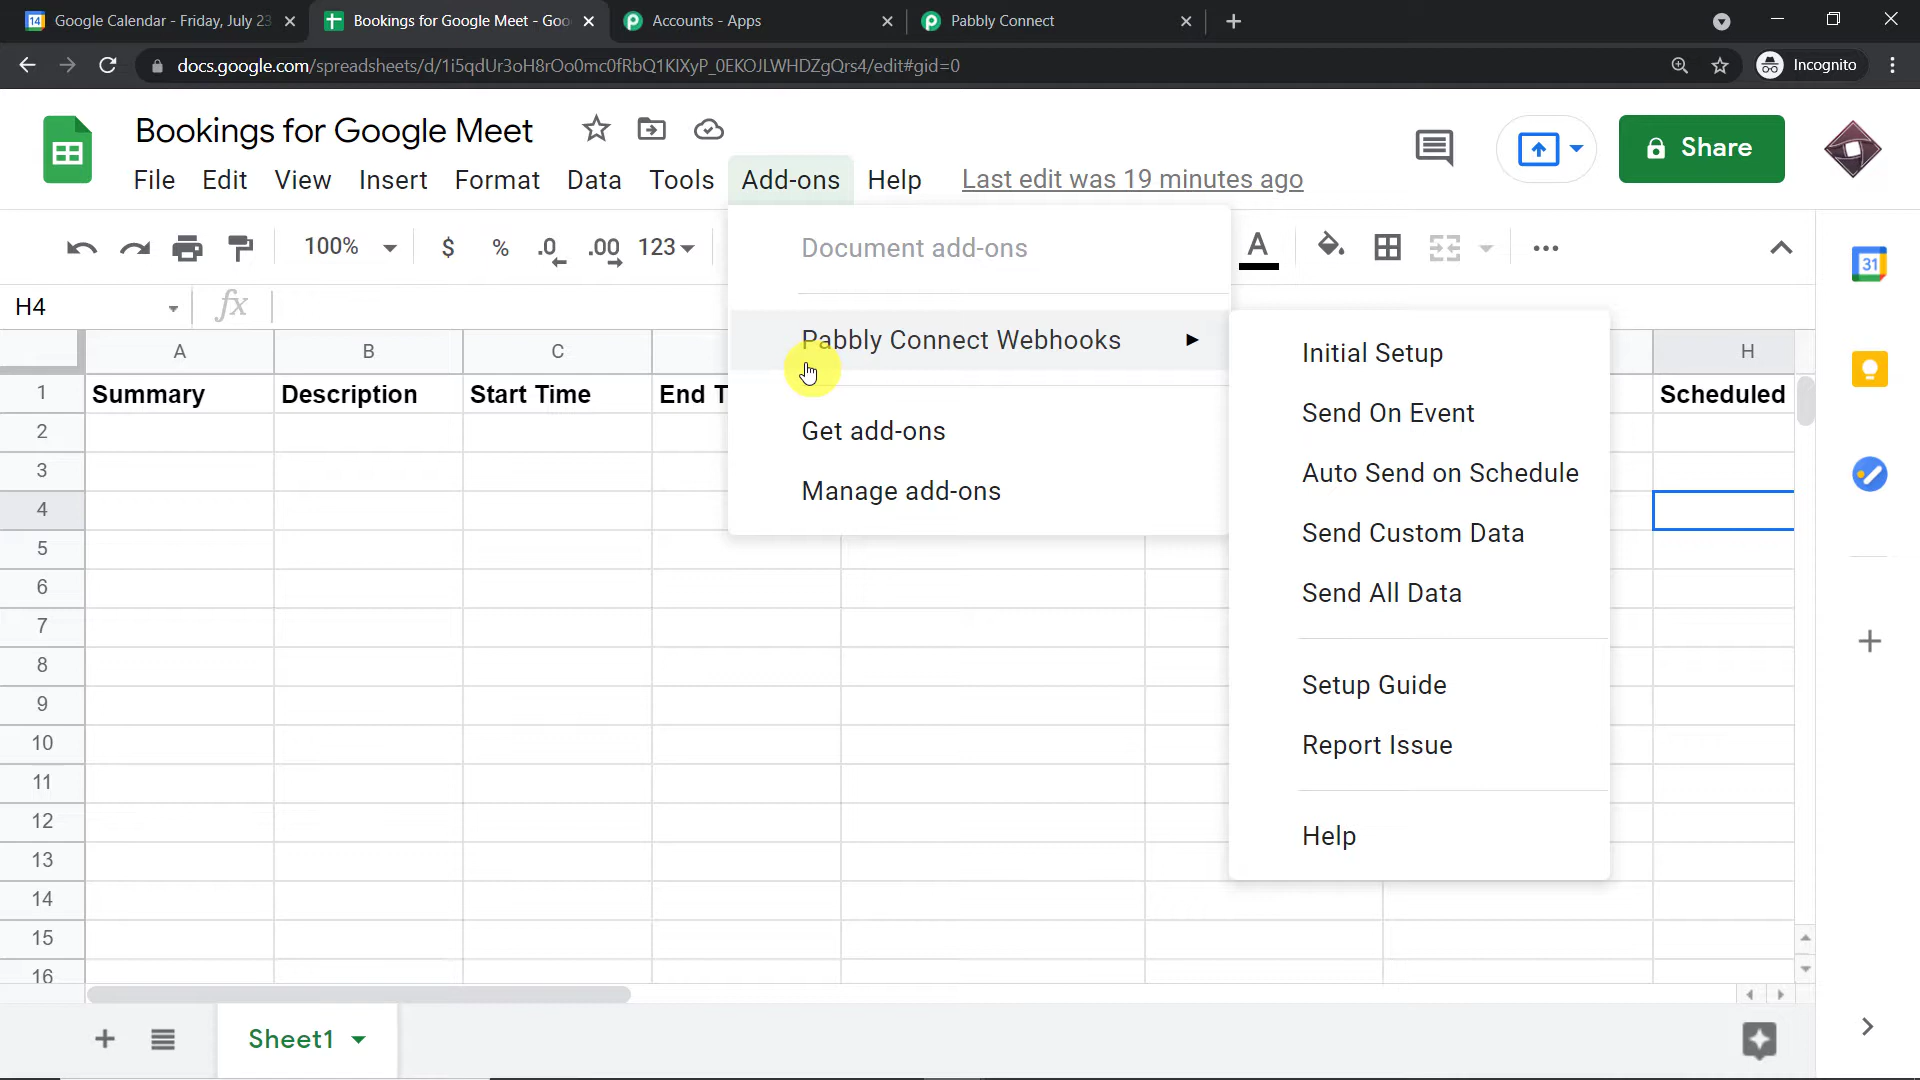 Google Calendar - Friday, July 23
Bookings for Google Meet - Goo
Accounts - Apps
Pabbly Connect
docs.google.com/spreadsheets/d/1i5qdUr3oH8rOo0mc0fRbQ1KIXyP_0EKOJLWHDZgQrs4/edit#gid=0
Incognito
Bookings for Google Meet
Share
File Edit View Insert Format Data Tools Add-ons Help Last edit was 19 minutes ago
100% $ % .0 .00 123 A
H4 fx
Document add-ons
Pabbly Connect Webhooks
Get add-ons
Manage add-ons
Initial Setup
Send On Event
Auto Send on Schedule
Send Custom Data
Send All Data
Setup Guide
Report Issue
Help
A B C H
1 Summary Description Start Time End T Scheduled
2
3
4
5
6
7
8
9
10
11
12
13
14
15
16
Sheet1
14
31